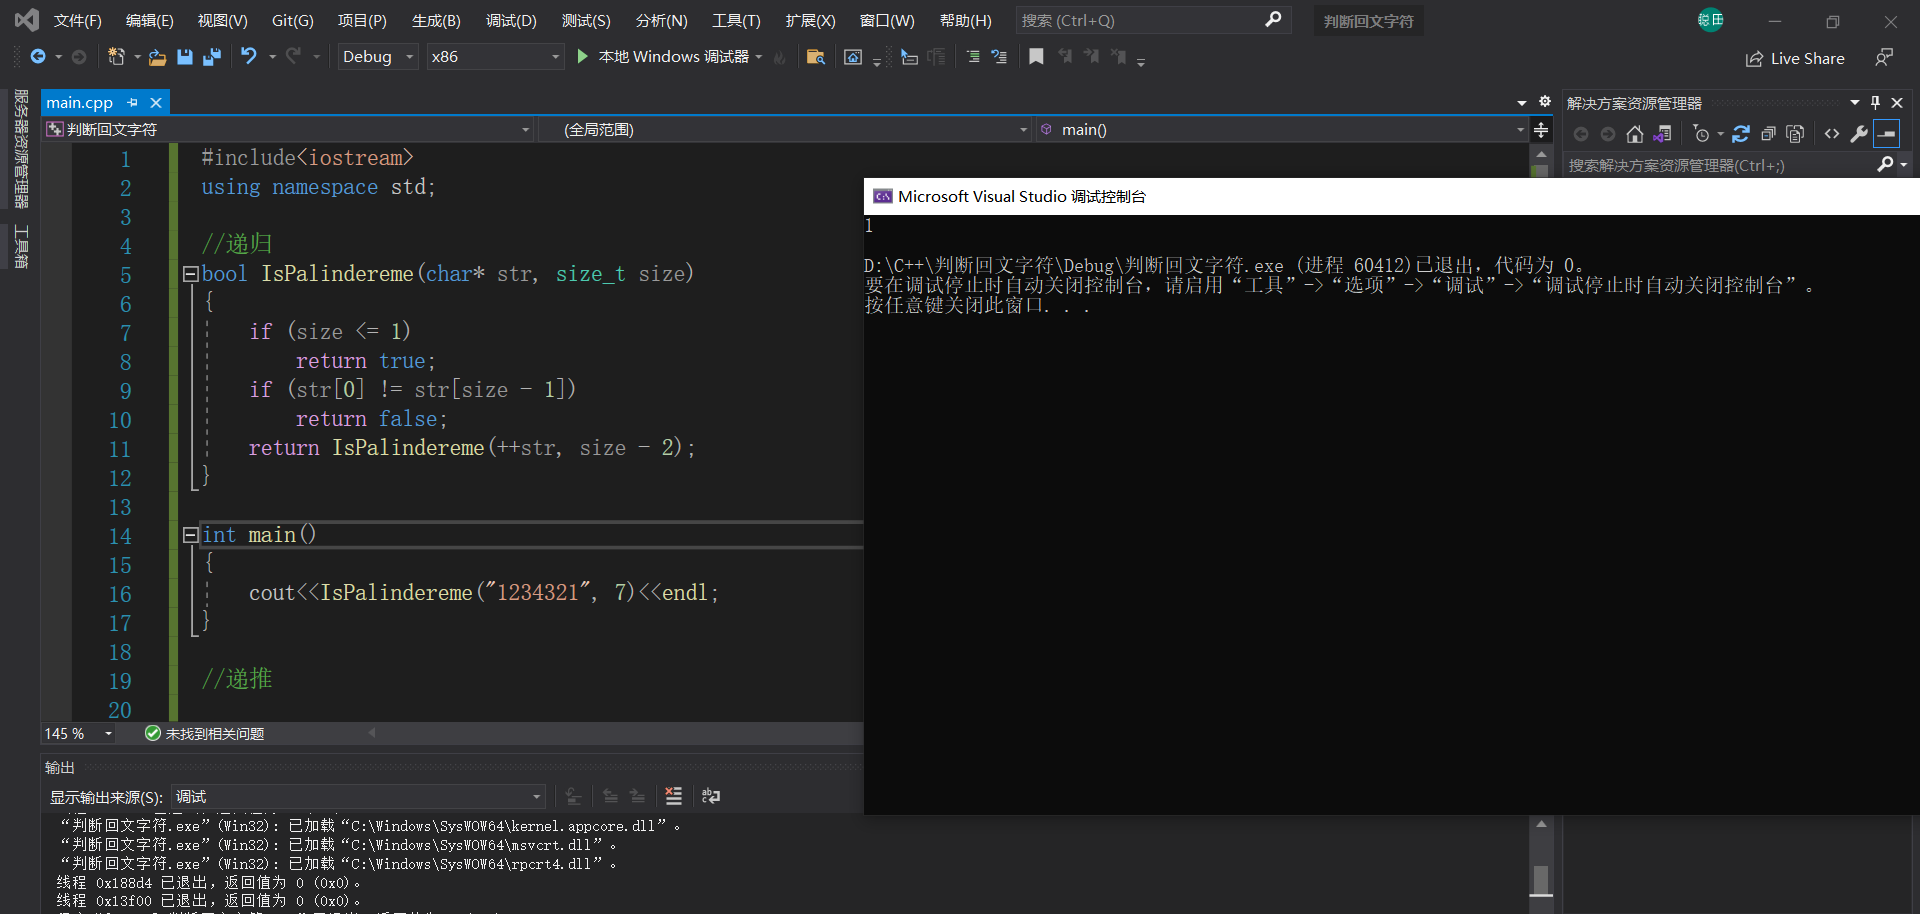 文件(F) 编辑(E) 视图(V) Git(G) 项目(P) 生成(B) 调试(D) 测试(S) 分析(N) 工具(T) 扩展(X) 窗口(W) 帮助(H) 搜索 (Ctrl+Q) 判断回文字符
Debug x86 本地 Windows 调试器 Live Share
服务器资源管理器
工具箱
main.cpp
判断回文字符 (全局范围) main()
1 #include<iostream>
2 using namespace std;
3
4 //递归
5 bool IsPalindereme(char* str, size_t size)
6 {
7 if (size <= 1)
8 return true;
9 if (str[0] != str[size - 1])
10 return false;
11 return IsPalindereme(++str, size - 2);
12 }
13
14 int main()
15 {
16 cout<<IsPalindereme("1234321", 7)<<endl;
17 }
18
19 //递推
20
145 % 未找到相关问题
解决方案资源管理器
搜索解决方案资源管理器(Ctrl+;)
Microsoft Visual Studio 调试控制台
1
D:\C++\判断回文字符\Debug\判断回文字符.exe (进程 60412)已退出，代码为 0。
要在调试停止时自动关闭控制台，请启用“工具”->“选项”->“调试”->“调试停止时自动关闭控制台”。
按任意键关闭此窗口. . .
输出
显示输出来源(S): 调试
“判断回文字符.exe”(Win32): 已加载“C:\Windows\SysWOW64\kernel.appcore.dll”。
“判断回文字符.exe”(Win32): 已加载“C:\Windows\SysWOW64\msvcrt.dll”。
“判断回文字符.exe”(Win32): 已加载“C:\Windows\SysWOW64\rpcrt4.dll”。
线程 0x188d4 已退出，返回值为 0 (0x0)。
线程 0x13f00 已退出，返回值为 0 (0x0)。